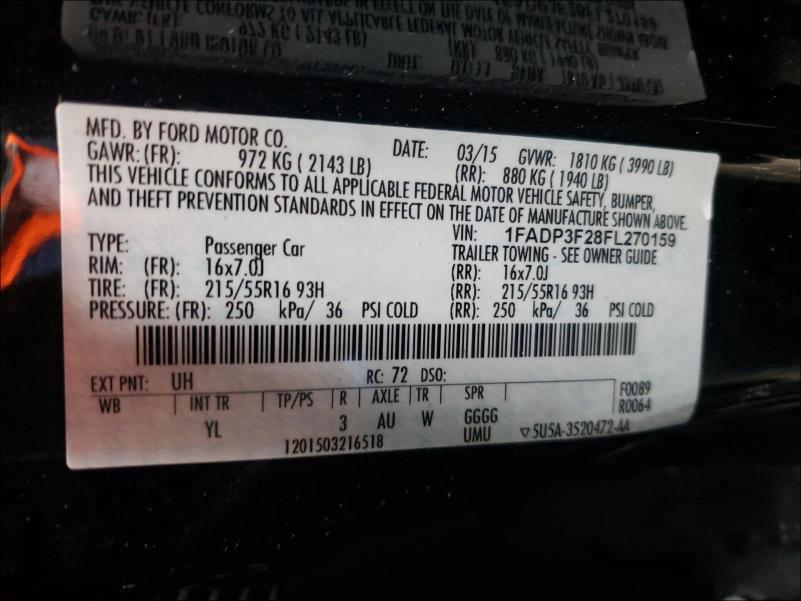 MFD. BY FORD MOTOR CO.
DATE: 03/15 GVWR: 1810 KG ( 3990 LB)
GAWR: (FR): 972 KG ( 2143 LB) (RR): 880 KG ( 1940 LB)
THIS VEHICLE CONFORMS TO ALL APPLICABLE FEDERAL MOTOR VEHICLE SAFETY, BUMPER,
AND THEFT PREVENTION STANDARDS IN EFFECT ON THE DATE OF MANUFACTURE SHOWN ABOVE.
VIN: 1FADP3F28FL270159
TYPE: Passenger Car TRAILER TOWING - SEE OWNER GUIDE
RIM: (FR): 16x7.0J (RR): 16x7.0J
TIRE: (FR): 215/55R16 93H (RR): 215/55R16 93H
PRESSURE: (FR): 250 kPa/ 36 PSI COLD (RR): 250 kPa/ 36 PSI COLD
EXT PNT: UH RC: 72 DSO: F0089
WB INT TR TP/PS R AXLE TR SPR R0064
YL 3 AU W GGGG
1201503216518 UMU ▽5U5A-3520472-AA